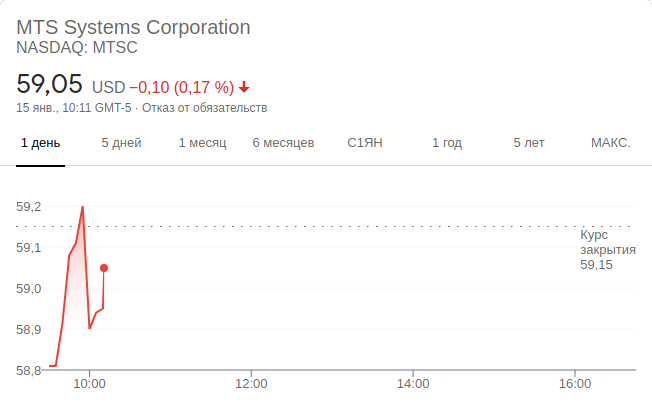 MTS Systems Corporation
NASDAQ: MTSC
59,05 USD −0,10 (0,17 %)
15 янв., 10:11 GMT-5 · Отказ от обязательств
1 день 5 дней 1 месяц 6 месяцев С1ЯН 1 год 5 лет МАКС.
59,2
59,1
59,0
58,9
58,8
Курс
закрытия
59,15
10:00 12:00 14:00 16:00